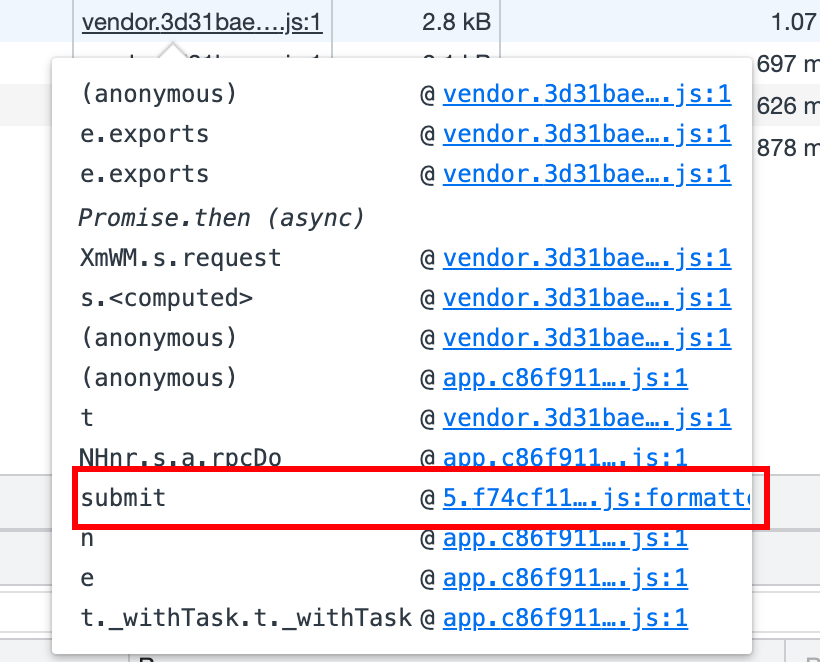 vendor.3d31bae….js:1 2.8 kB 1.07
697 m
(anonymous) @ vendor.3d31bae….js:1
626 m
e.exports @ vendor.3d31bae….js:1
878 m
e.exports @ vendor.3d31bae….js:1
Promise.then (async)
XmWM.s.request @ vendor.3d31bae….js:1
s.<computed> @ vendor.3d31bae….js:1
(anonymous) @ vendor.3d31bae….js:1
(anonymous) @ app.c86f911….js:1
t @ vendor.3d31bae….js:1
NHnr.s.a.rpcDo @ app.c86f911….js:1
submit @ 5.f74cf11….js:formatte
n @ app.c86f911….js:1
e @ app.c86f911….js:1
t._withTask.t._withTask @ app.c86f911….js:1